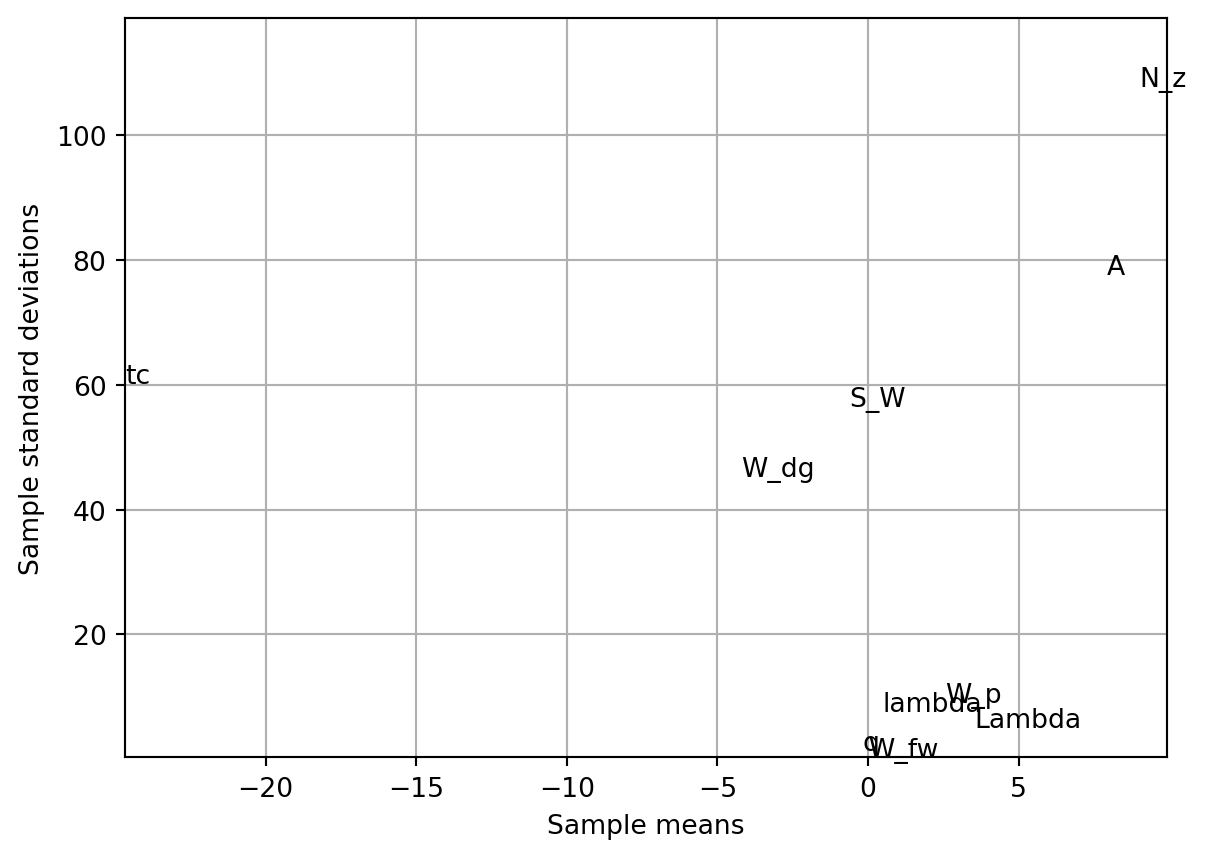 N_z
100
A
80
tc
60
S_W
W_dg
40
20
W_p
lambda
Lambda
q
W_fw
−20
−15
−10
−5
0
5
Sample means
Sample standard deviations